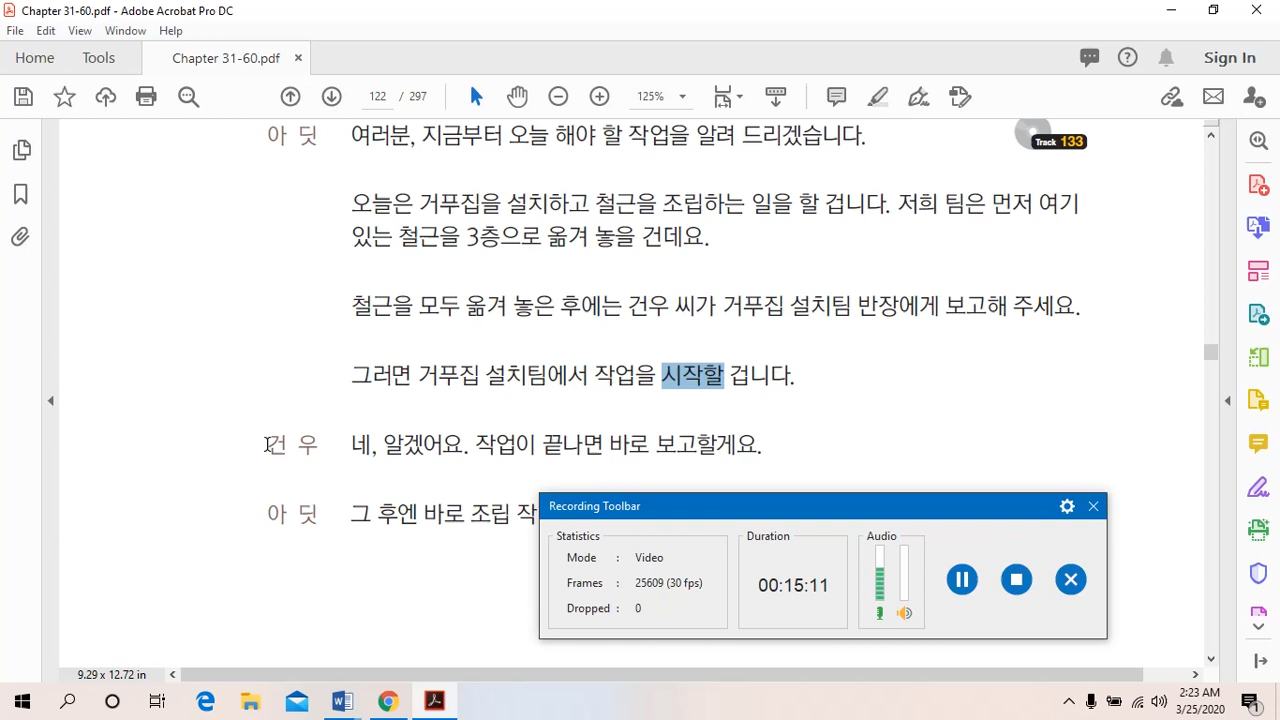 Chapter 31-60.pdf - Adobe Acrobat Pro DC
File Edit View Window Help
Home Tools Chapter 31-60.pdf × Sign In
122 / 297 125%
아 딧 여러분, 지금부터 오늘 해야 할 작업을 알려 드리겠습니다.
Track 133
오늘은 거푸집을 설치하고 철근을 조립하는 일을 할 겁니다. 저희 팀은 먼저 여기
있는 철근을 3층으로 옮겨 놓을 건데요.
철근을 모두 옮겨 놓은 후에는 건우 씨가 거푸집 설치팀 반장에게 보고해 주세요.
그러면 거푸집 설치팀에서 작업을 시작할 겁니다.
건 우 네, 알겠어요. 작업이 끝나면 바로 보고할게요.
아 딧 그 후엔 바로 조립 작
Recording Toolbar
Statistics Duration Audio
Mode : Video
Frames : 25609 (30 fps)
00:15:11
Dropped : 0
9.29 x 12.72 in
2:23 AM
3/25/2020
1